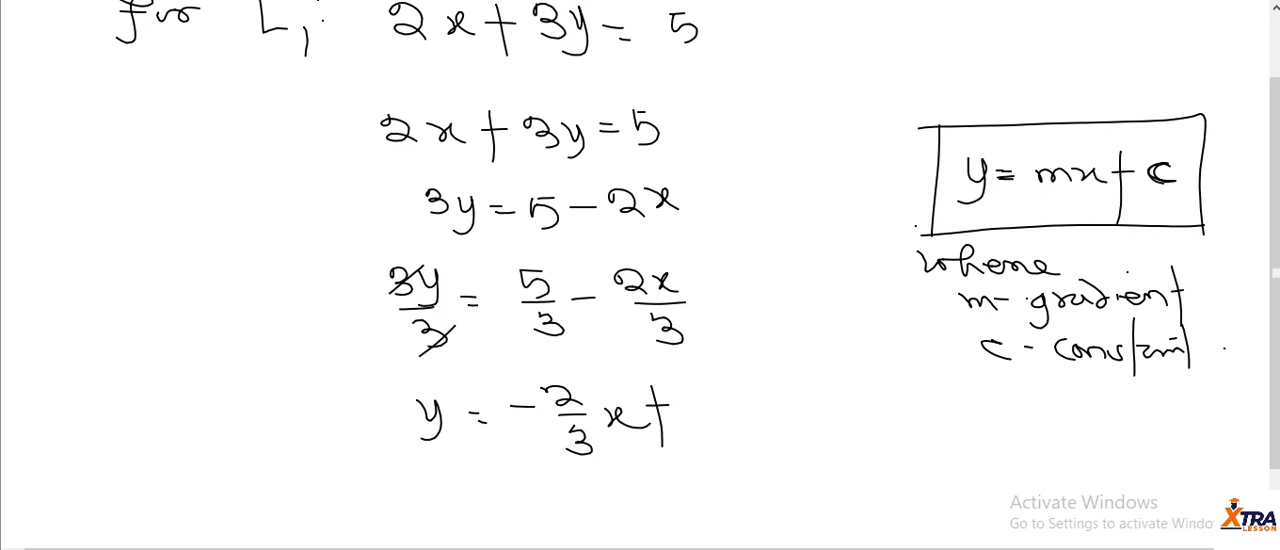 for L₁: 2x + 3y = 5
2x + 3y = 5
3y = 5 - 2x
3y/3 = 5/3 - 2x/3
y = -2/3 x +
y = mx + c
where
m - gradient
c - constant
Activate Windows
Go to Settings to activate Windo
XTRA
LESSON